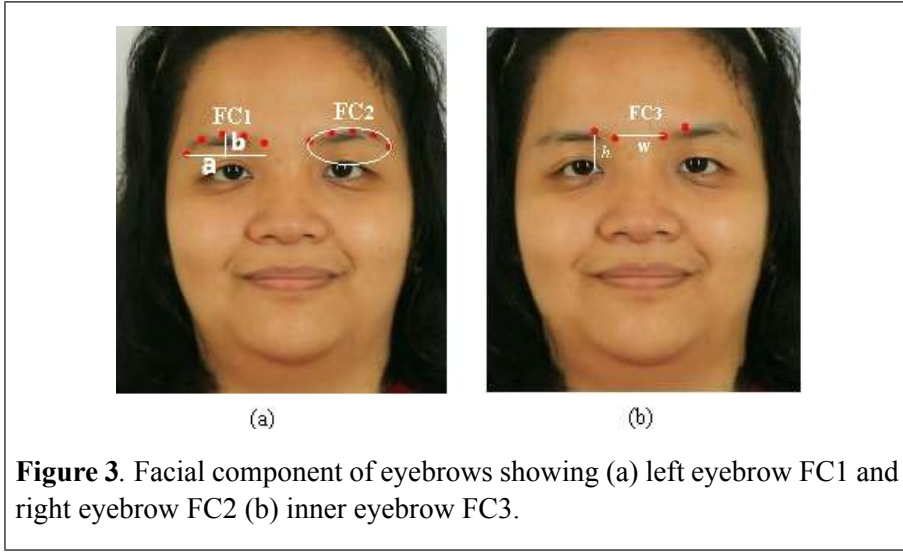 FC1 FC2
b
a
FC3
h w
(a) (b)
Figure 3. Facial component of eyebrows showing (a) left eyebrow FC1 and
right eyebrow FC2 (b) inner eyebrow FC3.